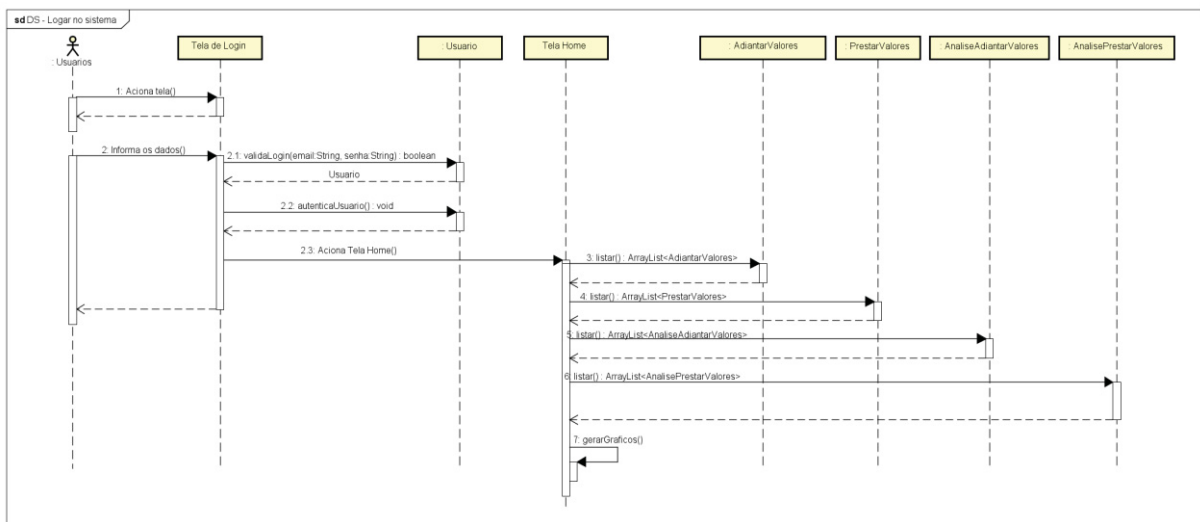 sd DS - Logar no sistema
: Usuarios
Tela de Login
: Usuario
Tela Home
: AdiantarValores
: PrestarValores
: AnaliseAdiantarValores
: AnalisePrestarValores
1: Aciona tela()
2: Informa os dados()
2.1: validaLogin(email:String, senha:String) : boolean
Usuario
2.2: autenticaUsuario() : void
2.3: Aciona Tela Home()
3: listar() : ArrayList<AdiantarValores>
4: listar() : ArrayList<PrestarValores>
5: listar() : ArrayList<AnaliseAdiantarValores>
6: listar() : ArrayList<AnalisePrestarValores>
7: gerarGraficos()